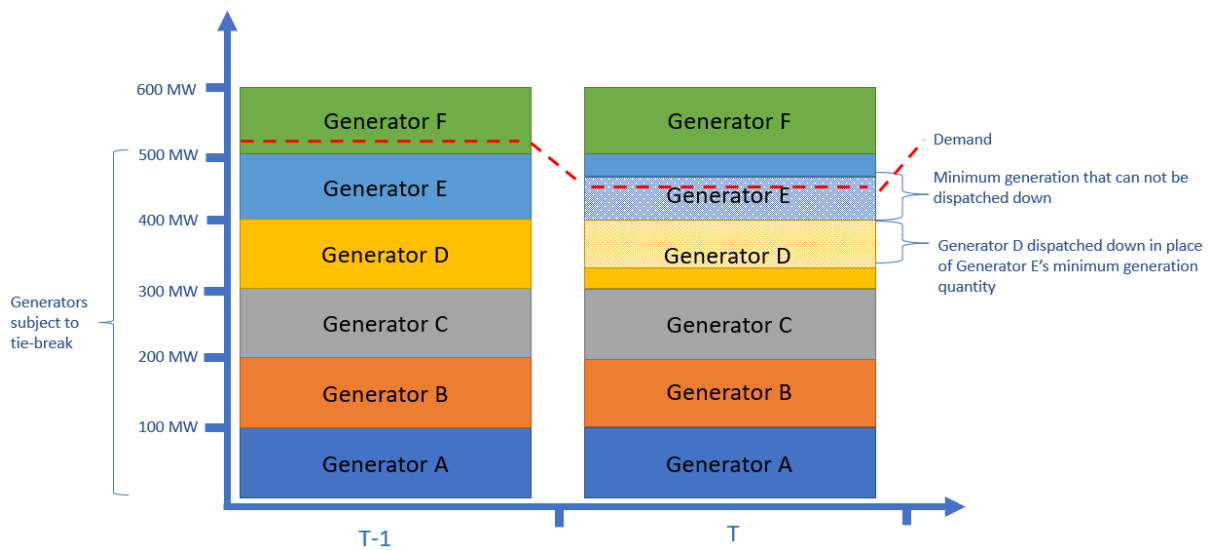 600 MW
500 MW
400 MW
300 MW
200 MW
100 MW
Generators
subject to
tie-break
Generator F
Generator E
Generator D
Generator C
Generator B
Generator A
Generator F
Generator E
Generator D
Generator C
Generator B
Generator A
Demand
Minimum generation that can not be
dispatched down
Generator D dispatched down in place
of Generator E's minimum generation
quantity
T-1
T